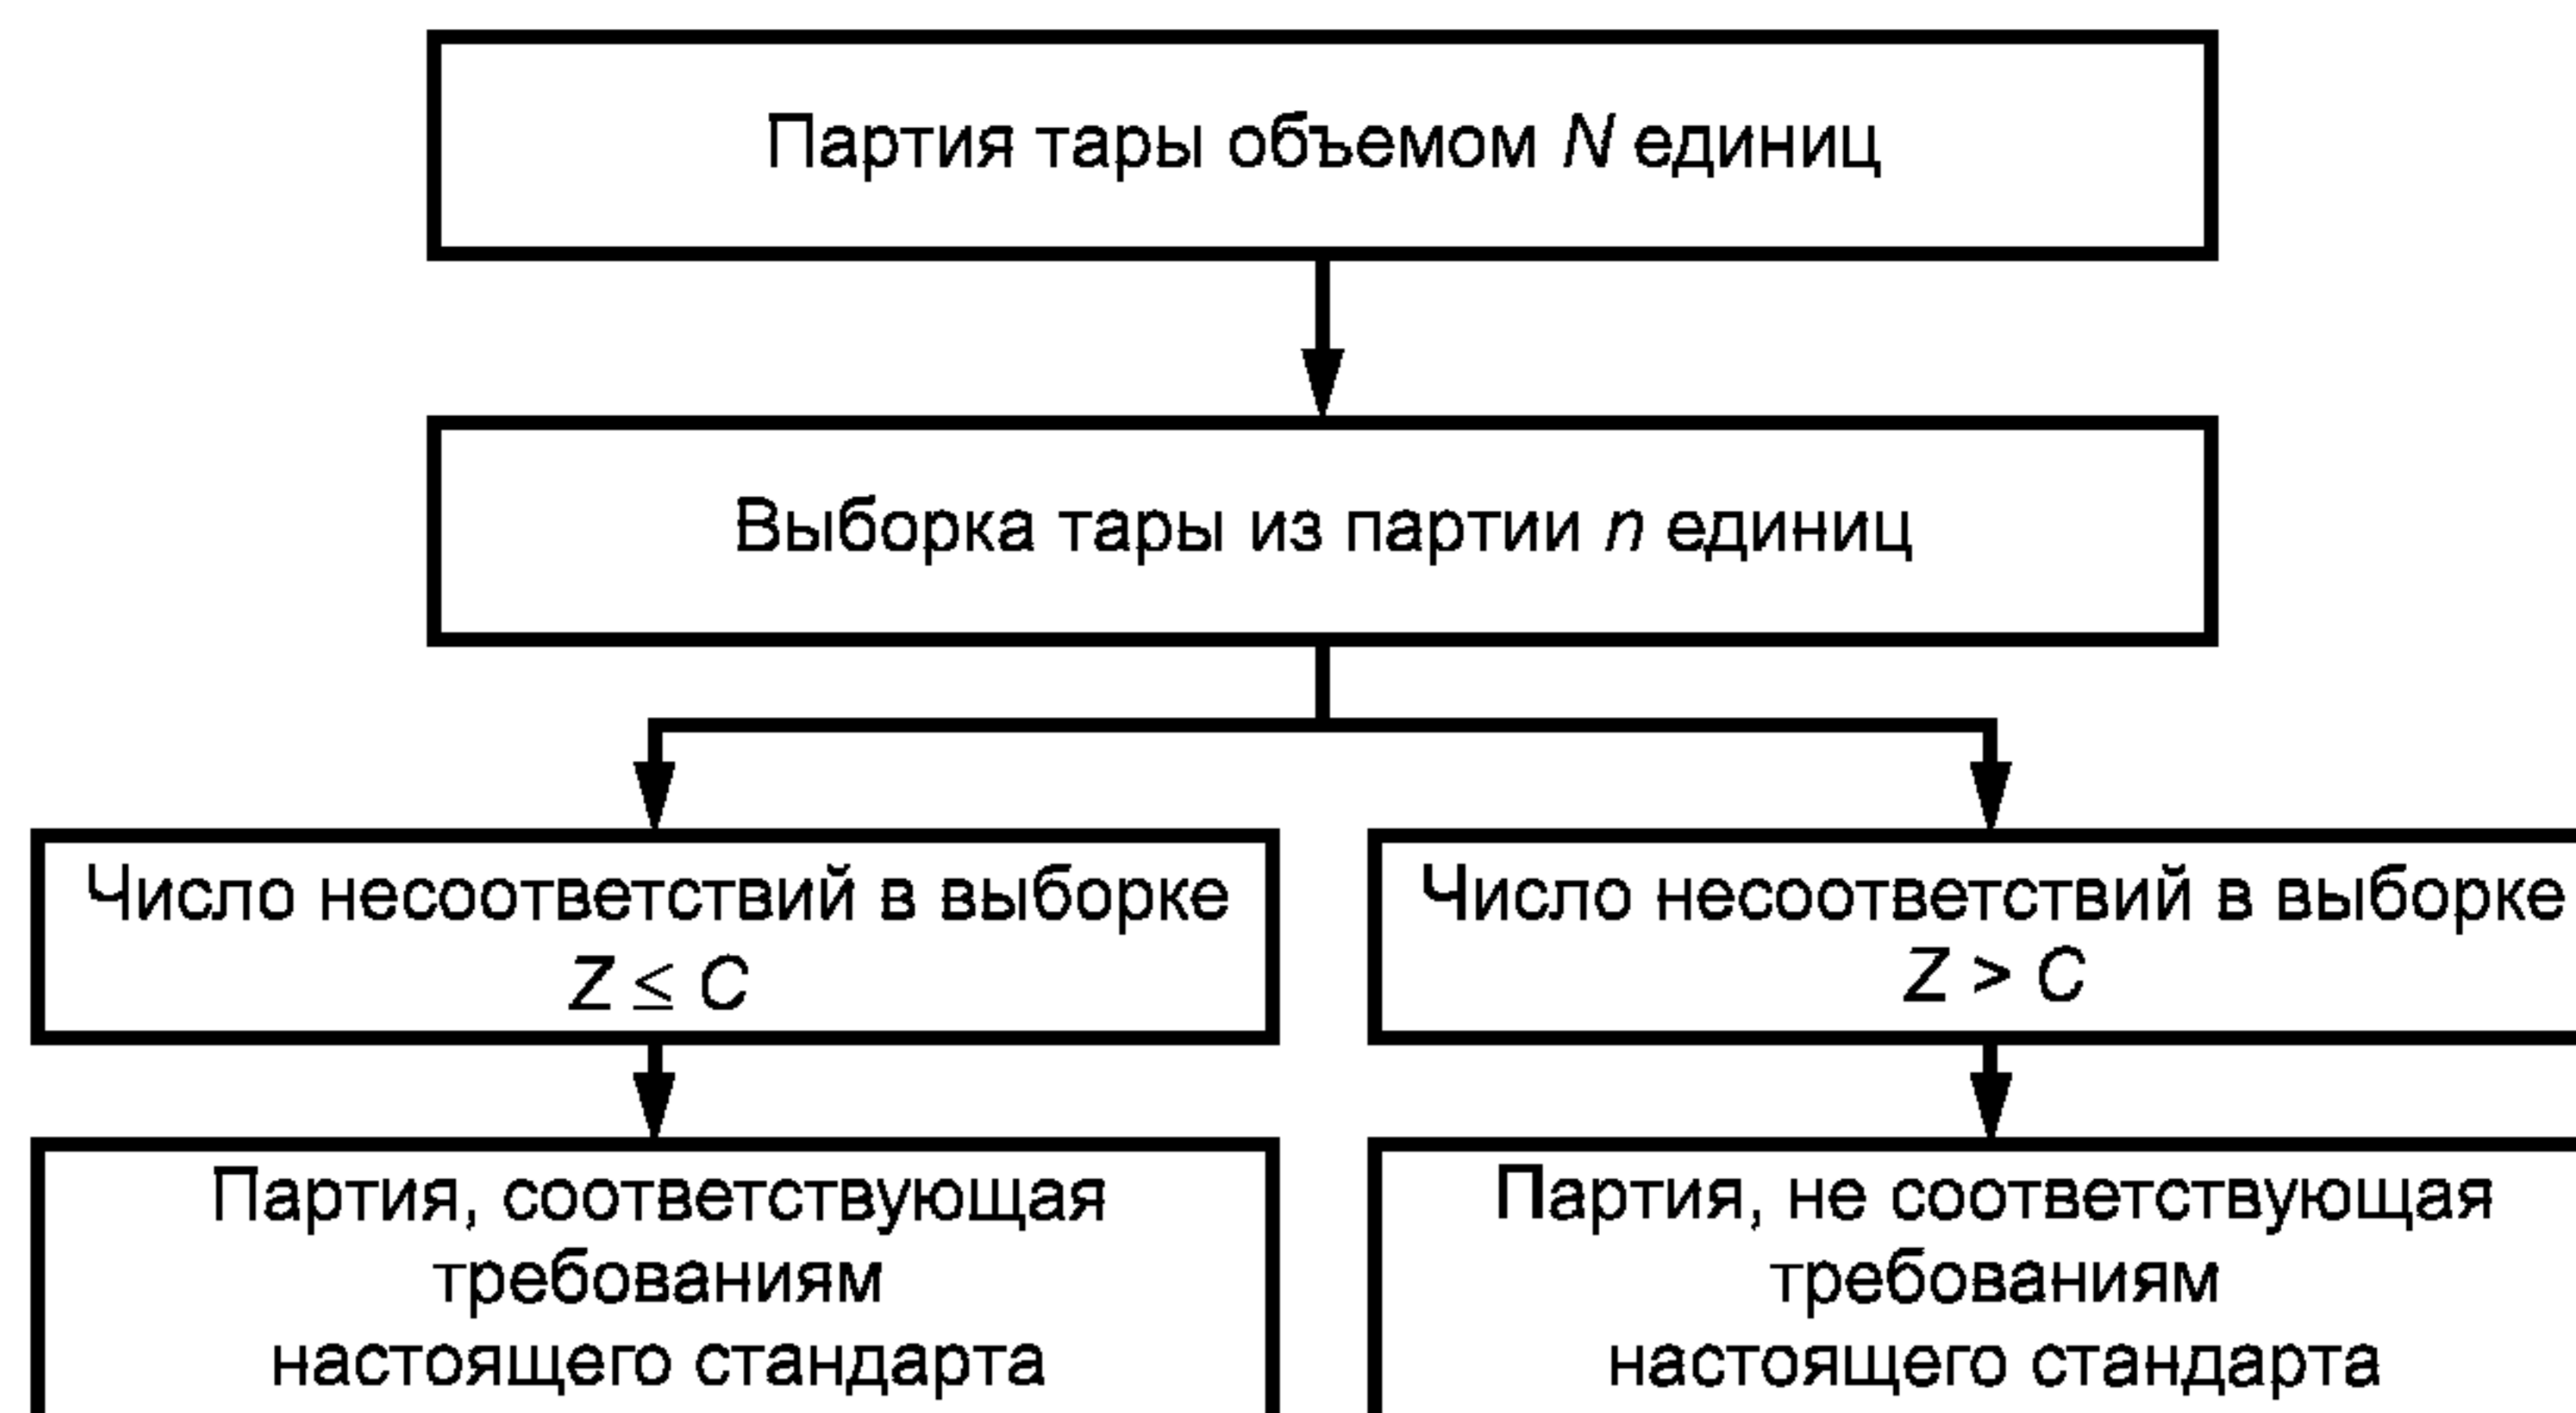 Партия тары объемом N единиц
Выборка тары из партии n единиц
Число несоответствий в выборке
Z ≤ C
Число несоответствий в выборке
Z > C
Партия, соответствующая
требованиям
настоящего стандарта
Партия, не соответствующая
требованиям
настоящего стандарта